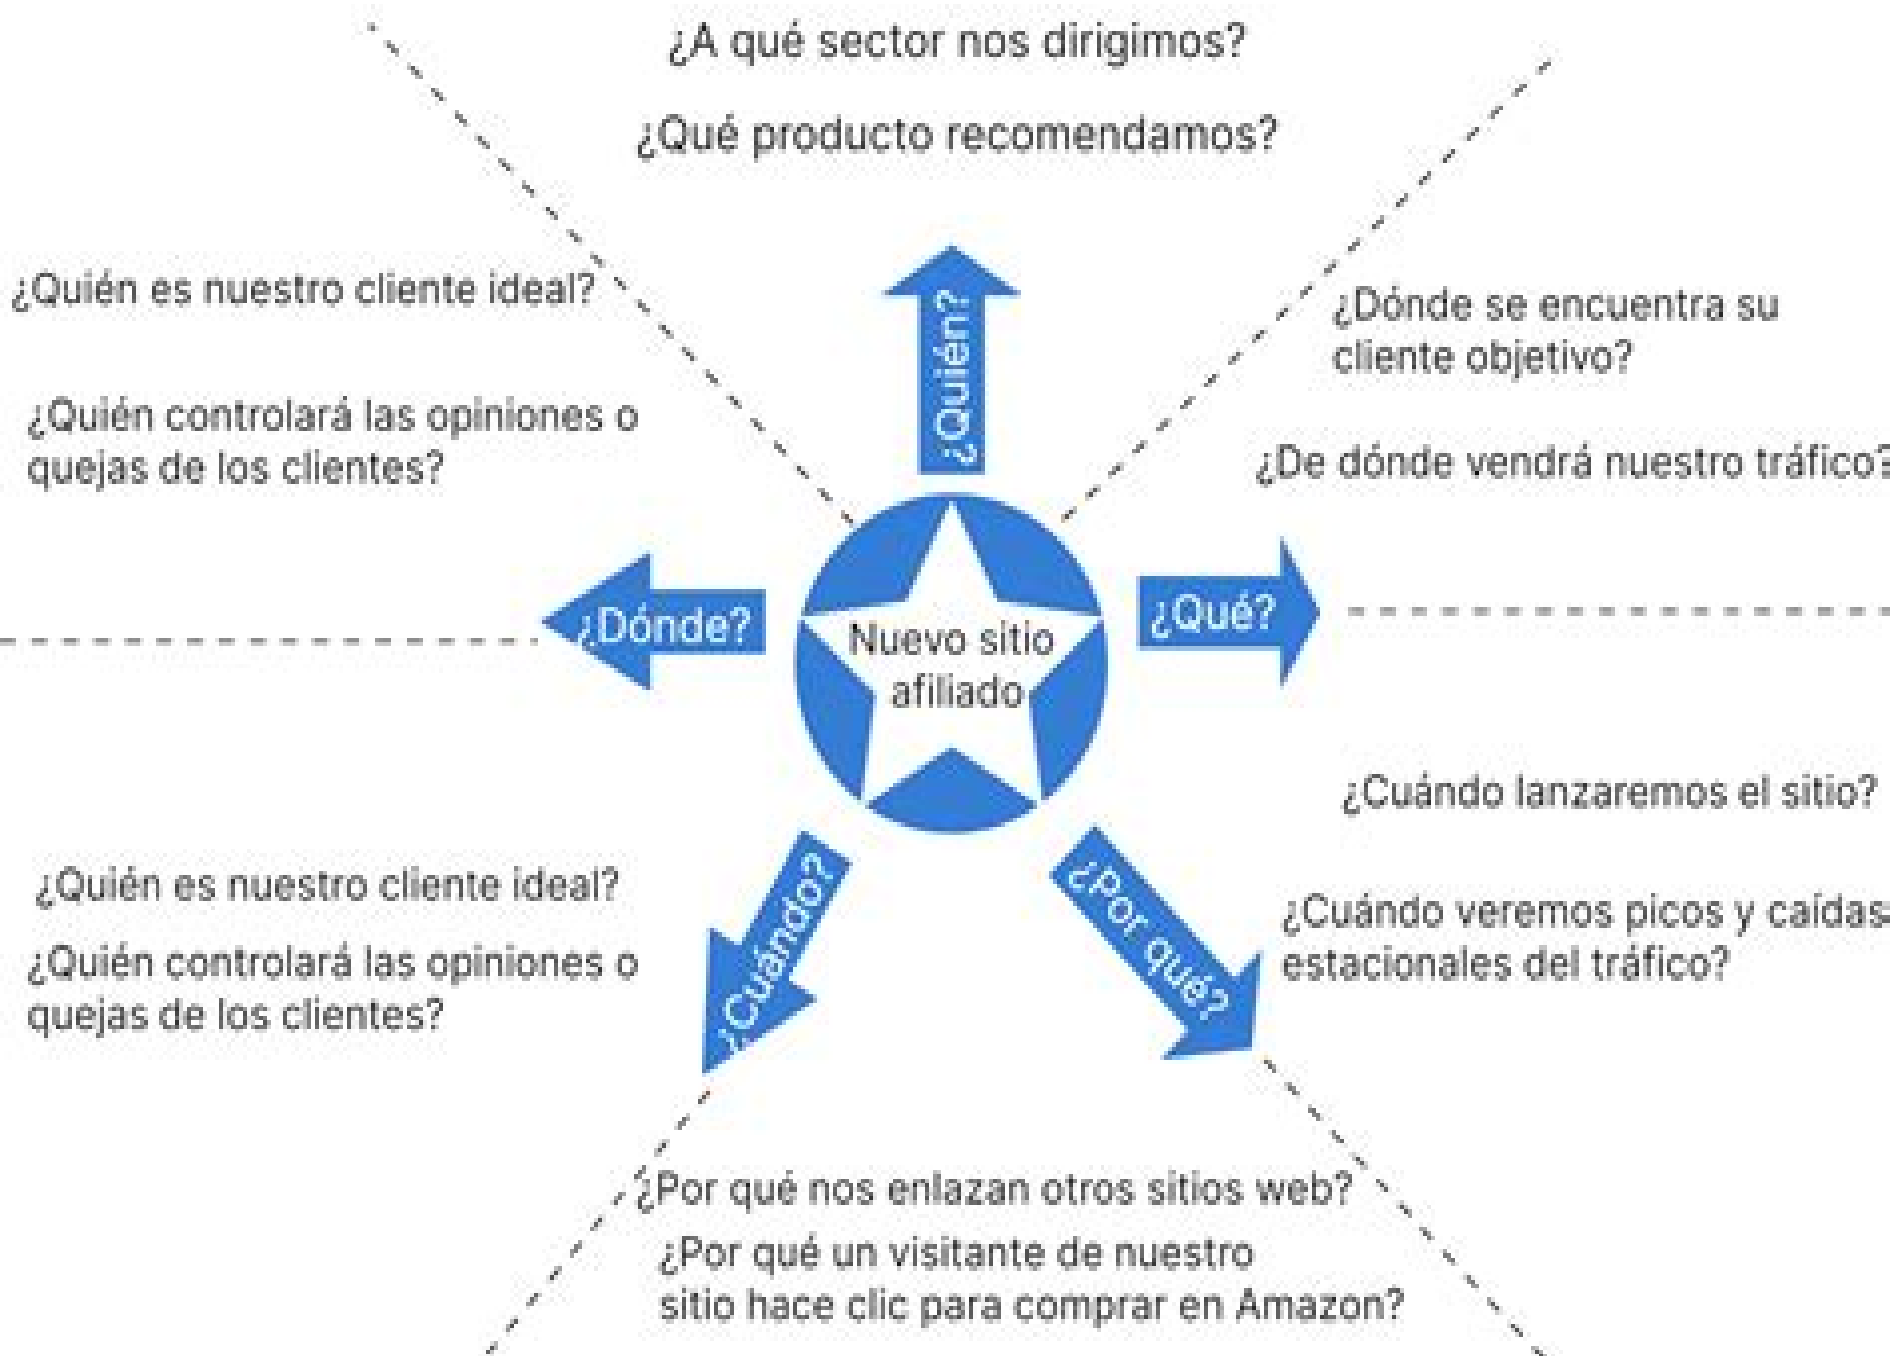 ¿A qué sector nos dirigimos?
¿Qué producto recomendamos?
¿Quién es nuestro cliente ideal?
¿Quién controlará las opiniones o
quejas de los clientes?
¿Quién?
¿Dónde se encuentra su
cliente objetivo?
¿De dónde vendrá nuestro tráfico?
¿Dónde?
Nuevo sitio
afiliado
¿Qué?
¿Quién es nuestro cliente ideal?
¿Quién controlará las opiniones o
quejas de los clientes?
¿Cuándo?
¿Por qué?
¿Cuándo lanzaremos el sitio?
¿Cuándo veremos picos y caídas
estacionales del tráfico?
¿Por qué nos enlazan otros sitios web?
¿Por qué un visitante de nuestro
sitio hace clic para comprar en Amazon?